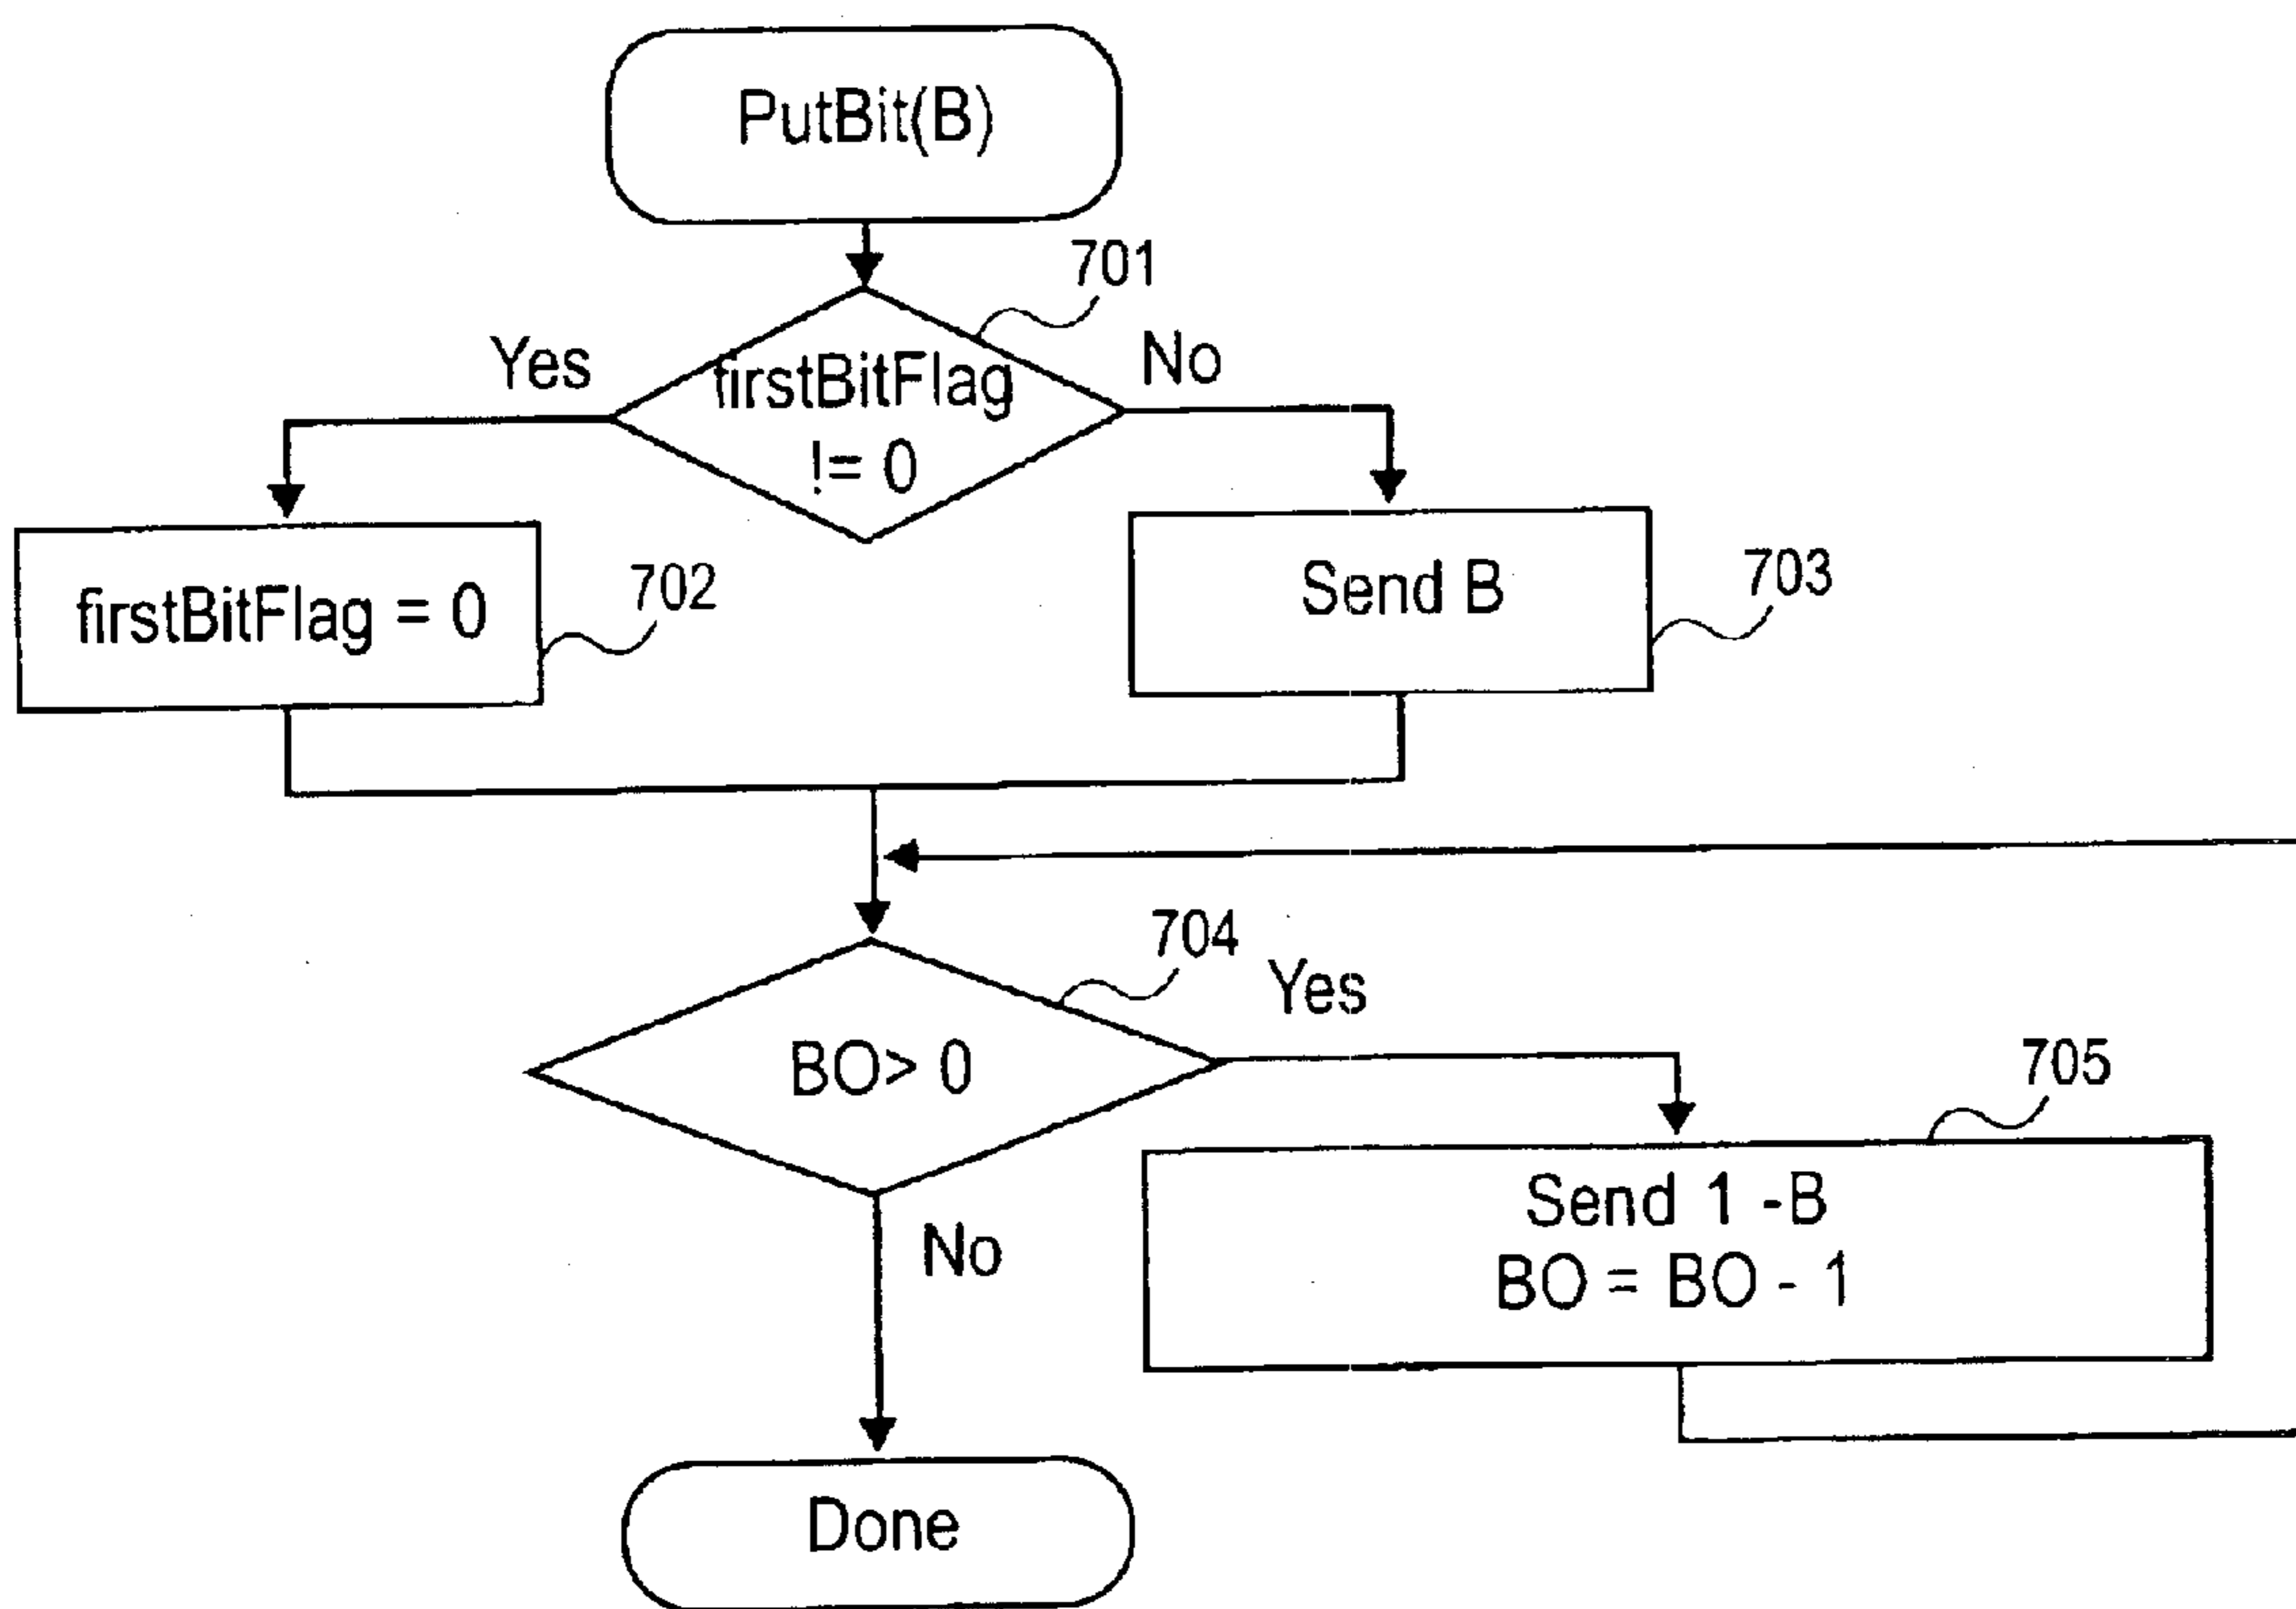 PutBit(B)
701
Yes
No
firstBitFlag
!= 0
firstBitFlag = 0
702
Send B
703
704
Yes
BO> 0
705
Send 1 -B
BO = BO - 1
No
Done